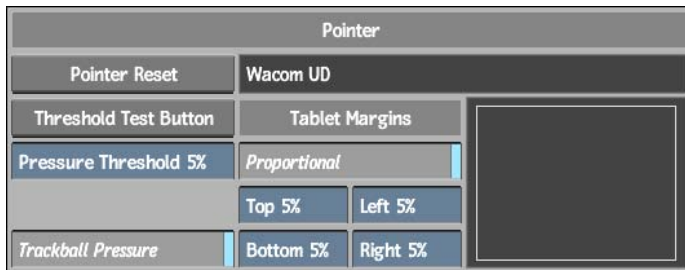 Pointer
Pointer Reset
Wacom UD
Threshold Test Button
Tablet Margins
Pressure Threshold 5%
Proportional
Top 5%
Left 5%
Trackball Pressure
Bottom 5%
Right 5%